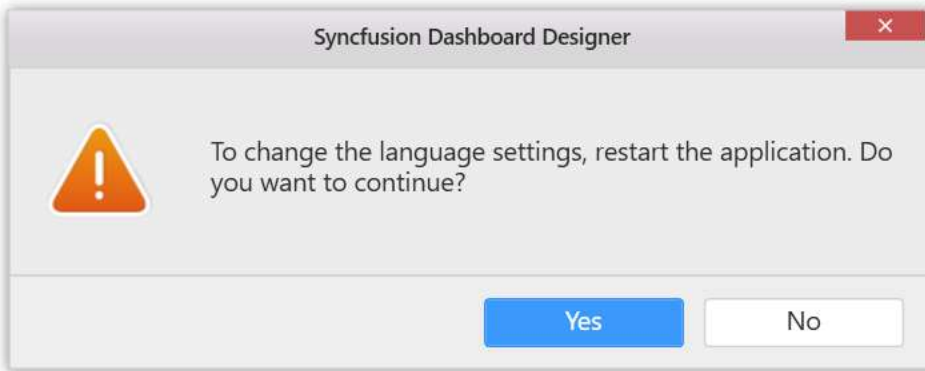 Syncfusion Dashboard Designer
To change the language settings, restart the application. Do
you want to continue?
Yes
No